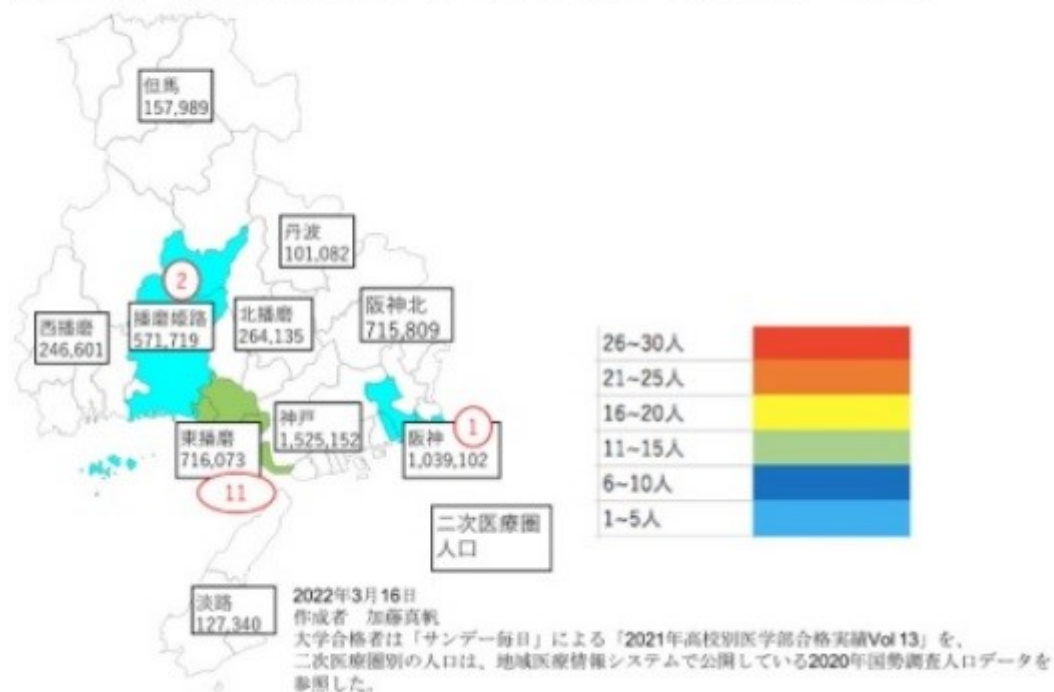 但馬
157,989
丹波
101,082
2
阪神北
715,809
西播磨
246,601
播磨姫路
571,719
北播磨
264,135
神戸
1,525,152
東播磨
716,073
11
阪神
1,039,102
1
二次医療圏
人口
淡路
127,340
26~30人
21~25人
16~20人
11~15人
6~10人
1~5人
2022年3月16日
作成者 加藤真帆
大学合格者は「サンデー毎日」による「2021年高校別医学部合格実績Vol 13」を、
二次医療圏別の人口は、地域医療情報システムで公開している2020年国勢調査人口データを
参照した。